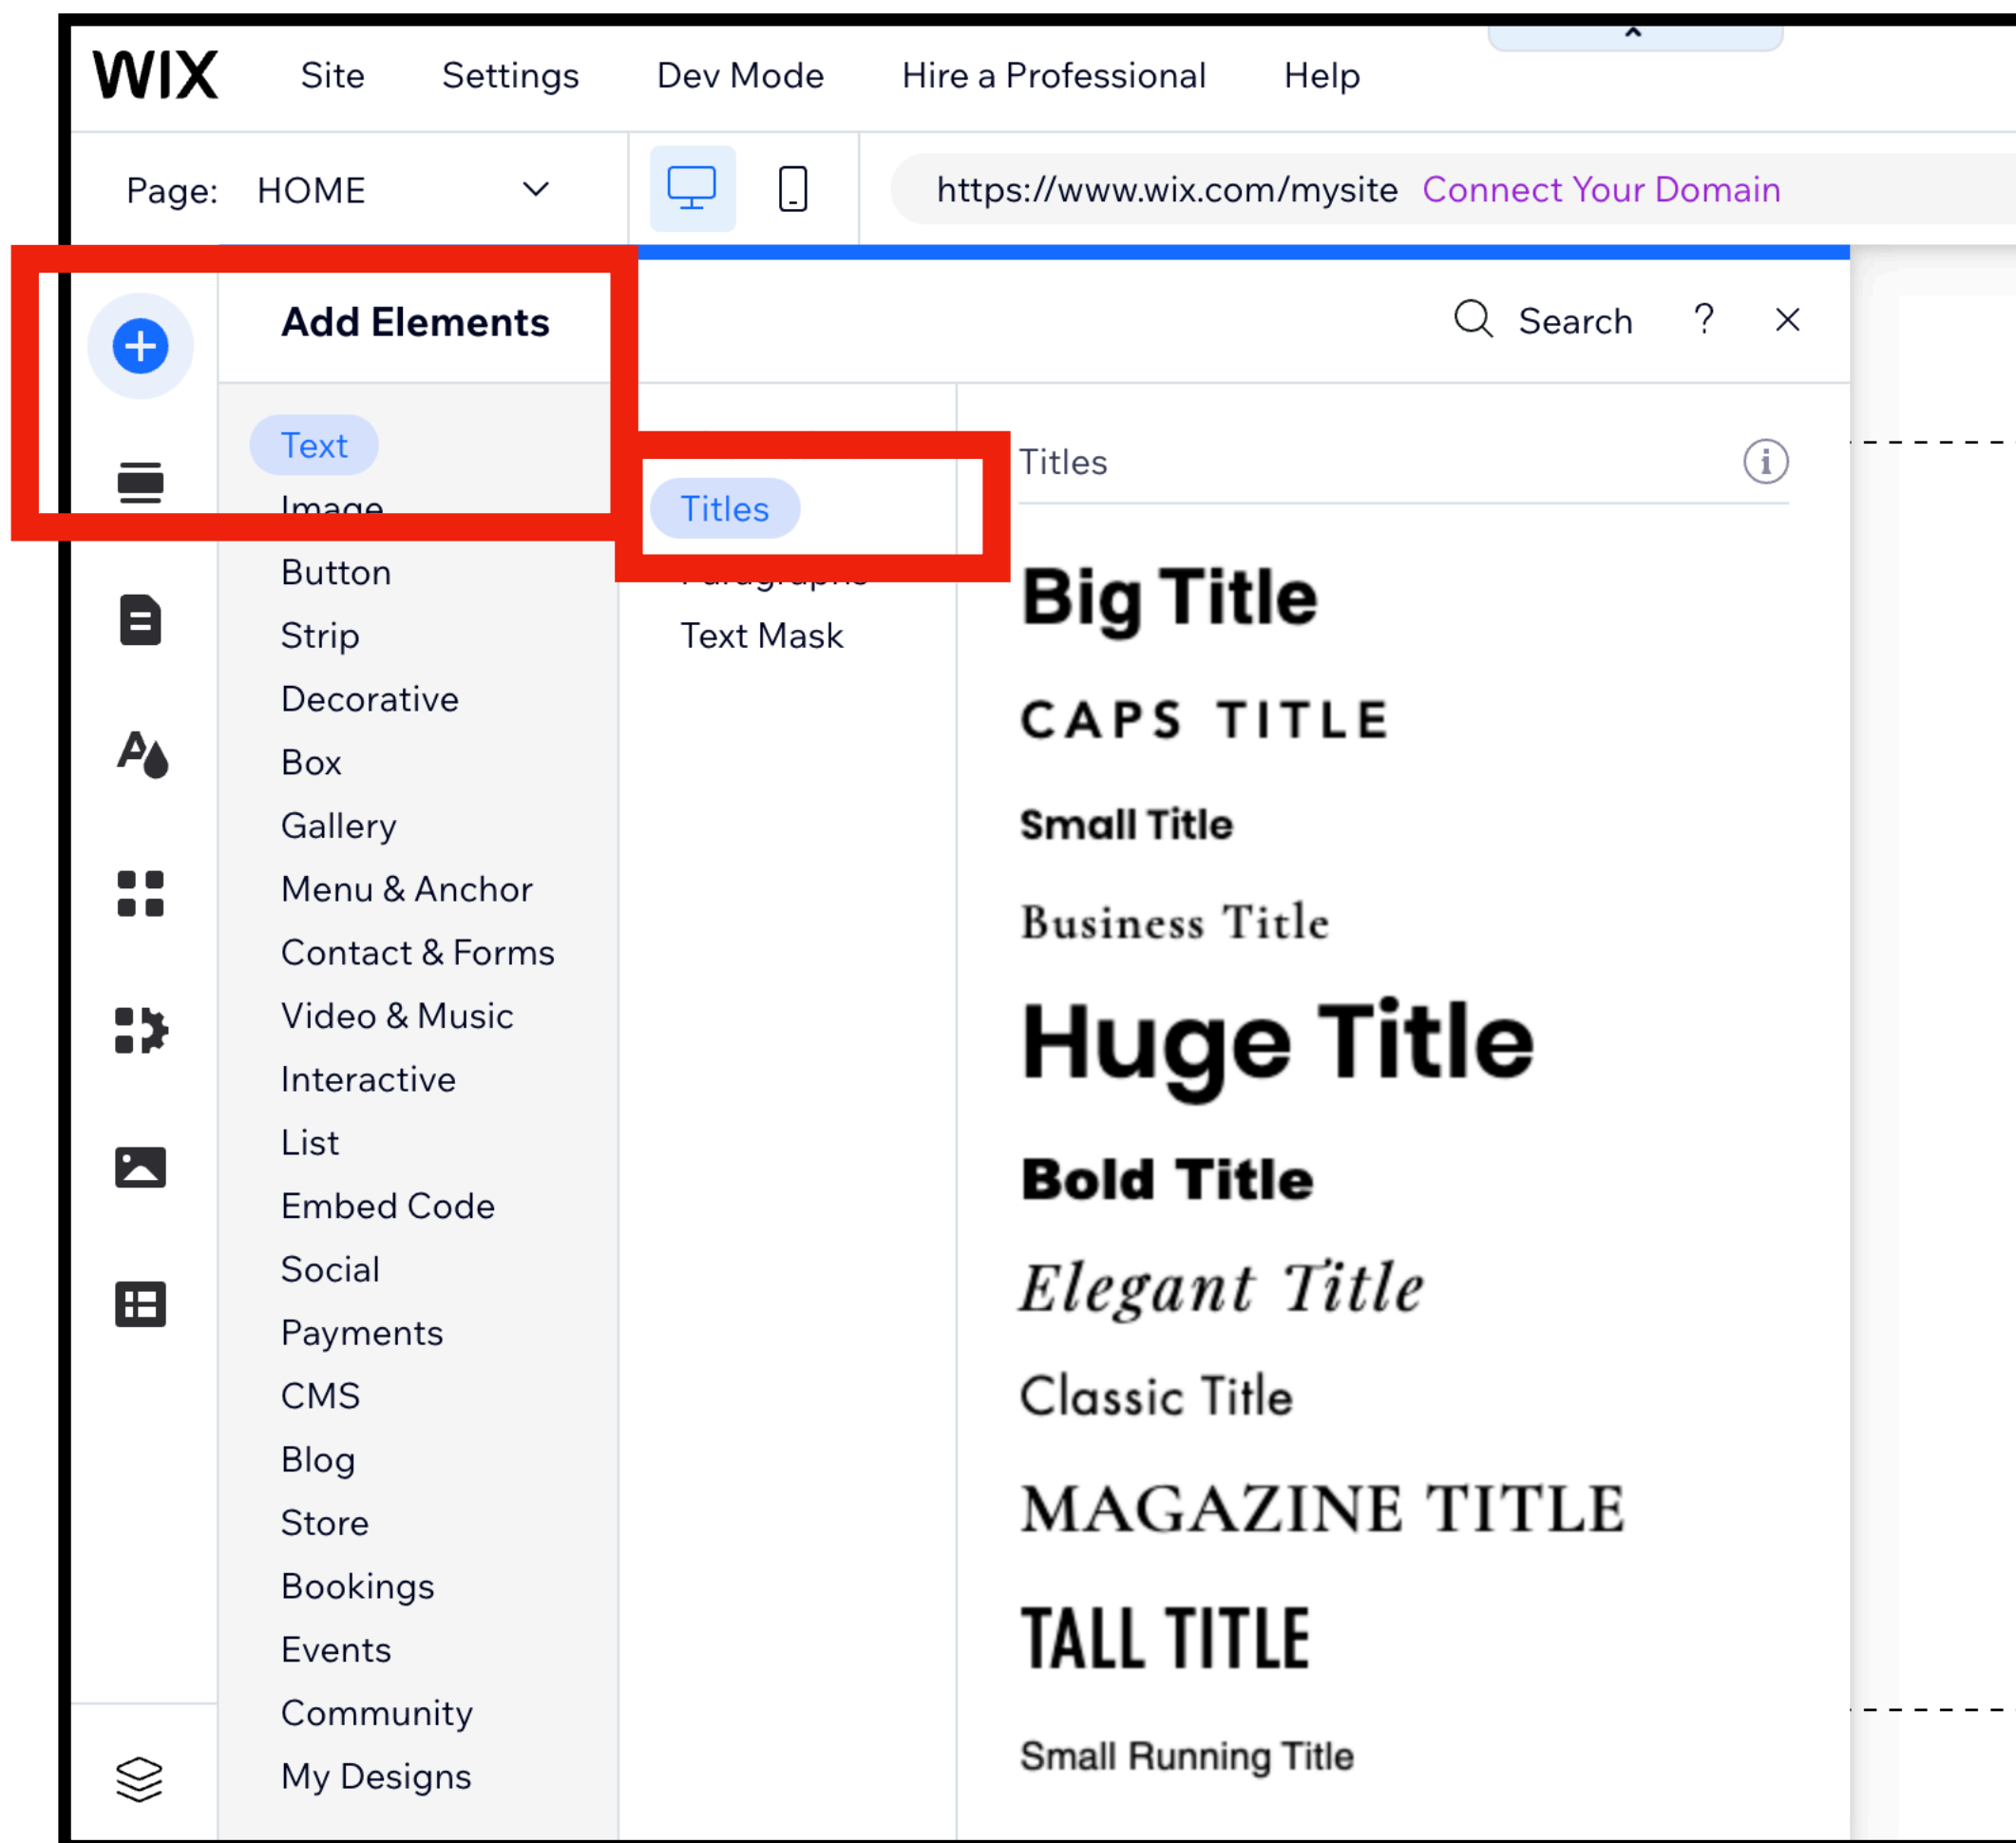 WIX Site Settings Dev Mode Hire a Professional Help
Page: HOME https://www.wix.com/mysite Connect Your Domain
Add Elements Search ?
Text
Image
Button
Strip
Decorative
Box
Gallery
Menu & Anchor
Contact & Forms
Video & Music
Interactive
List
Embed Code
Social
Payments
CMS
Blog
Store
Bookings
Events
Community
My Designs
Titles
Paragraphs
Text Mask
Titles
Big Title
CAPS TITLE
Small Title
Business Title
Huge Title
Bold Title
Elegant Title
Classic Title
MAGAZINE TITLE
TALL TITLE
Small Running Title